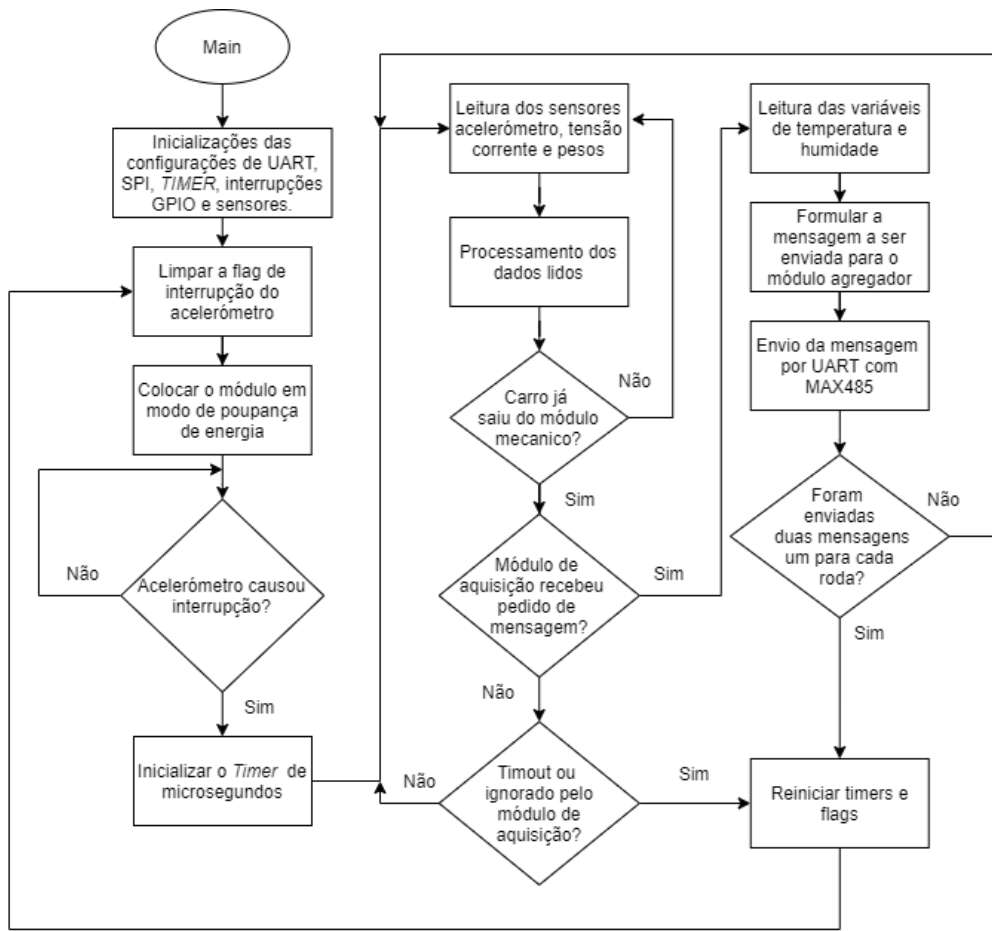 Main
Inicializações das
configurações de UART,
SPI, TIMER, interrupções
GPIO e sensores.
Limpar a flag de
interrupção do
acelerómetro
Colocar o módulo em
modo de poupança
de energia
Não
Acelerómetro causou
interrupção?
Sim
Inicializar o Timer de
microsegundos
Leitura dos sensores
acelerómetro, tensão
corrente e pesos
Processamento dos
dados lidos
Não
Carro já
saiu do módulo
mecanico?
Sim
Módulo de
aquisição recebeu
pedido de
mensagem?
Sim
Não
Não
Timeout ou
ignorado pelo
módulo de
aquisição?
Sim
Leitura das variáveis
de temperatura e
humidade
Formular a
mensagem a ser
enviada para o
módulo agregador
Envio da mensagem
por UART com
MAX485
Foram
enviadas
duas mensagens
um para cada
roda?
Não
Sim
Reiniciar timers e
flags